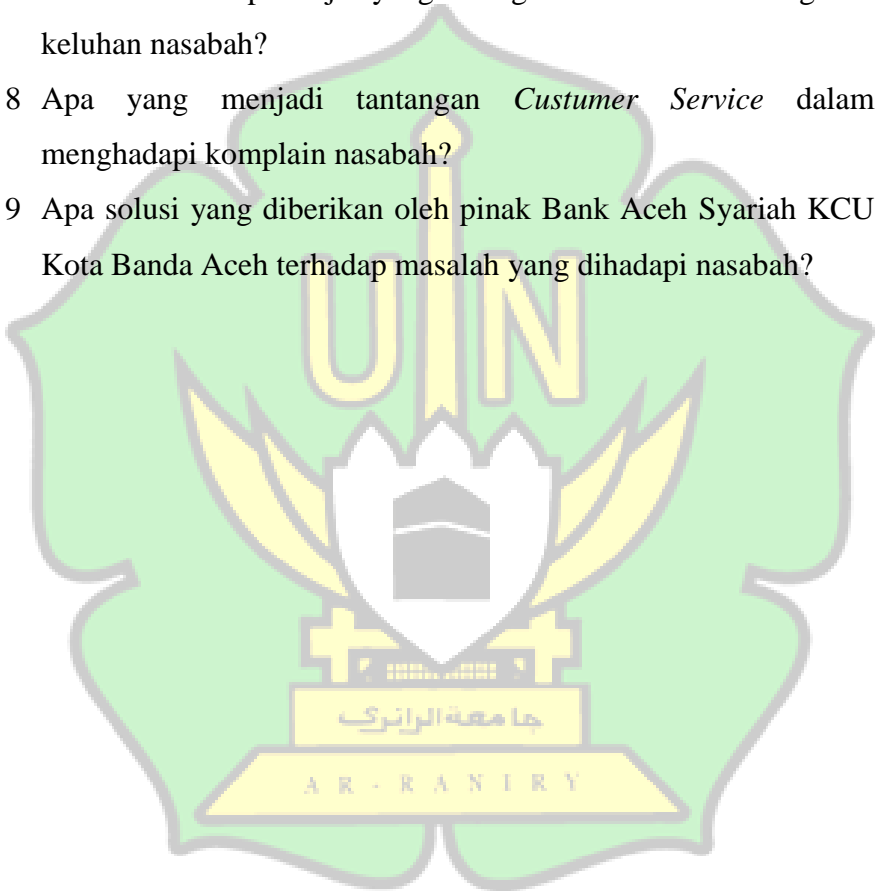 keluhan nasabah?
8 Apa yang menjadi tantangan Custumer Service dalam
menghadapi komplain nasabah?
9 Apa solusi yang diberikan oleh pinak Bank Aceh Syariah KCU
Kota Banda Aceh terhadap masalah yang dihadapi nasabah?
UIN
جامعة الرانري
AR-RANIRY